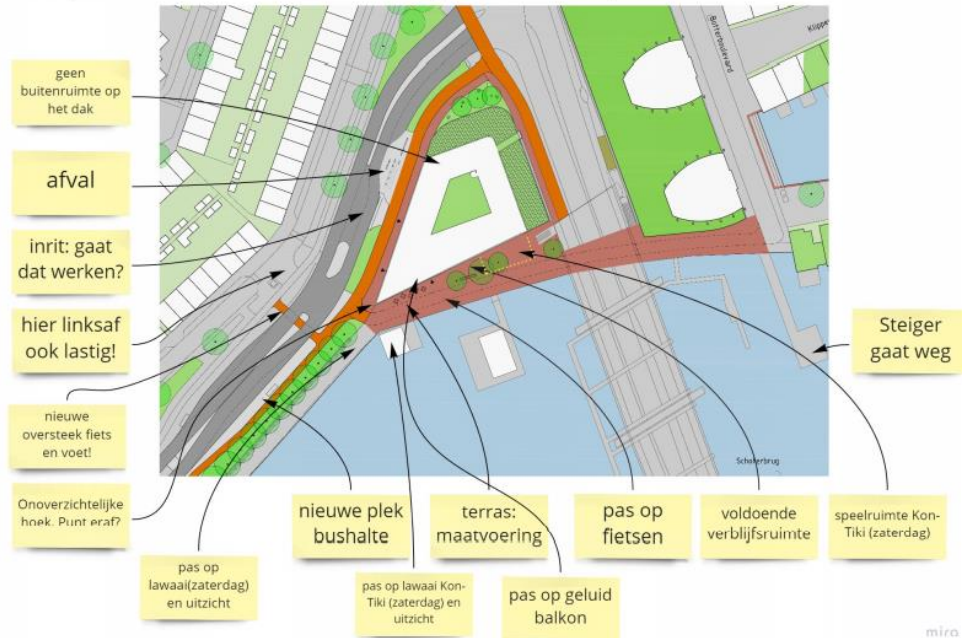 Botterboulevard
Klipper
geen
buitenruimte op
het dak
afval
inrit: gaat
dat werken?
hier linksaf
ook lastig!
Steiger
gaat weg
nieuwe
oversteek fiets
en voet!
Schollerbrug
Onoverzichtelijke
hoek. Punt eraf?
nieuwe plek
bushalte
terras:
maatvoering
pas op
fietsen
voldoende
verblijfsruimte
speelruimte Kon-
Tiki (zaterdag)
pas op
lawaai(zaterdag)
en uitzicht
pas op lawaai Kon-
Tiki (zaterdag) en
uitzicht
pas op geluid
balkon
miro